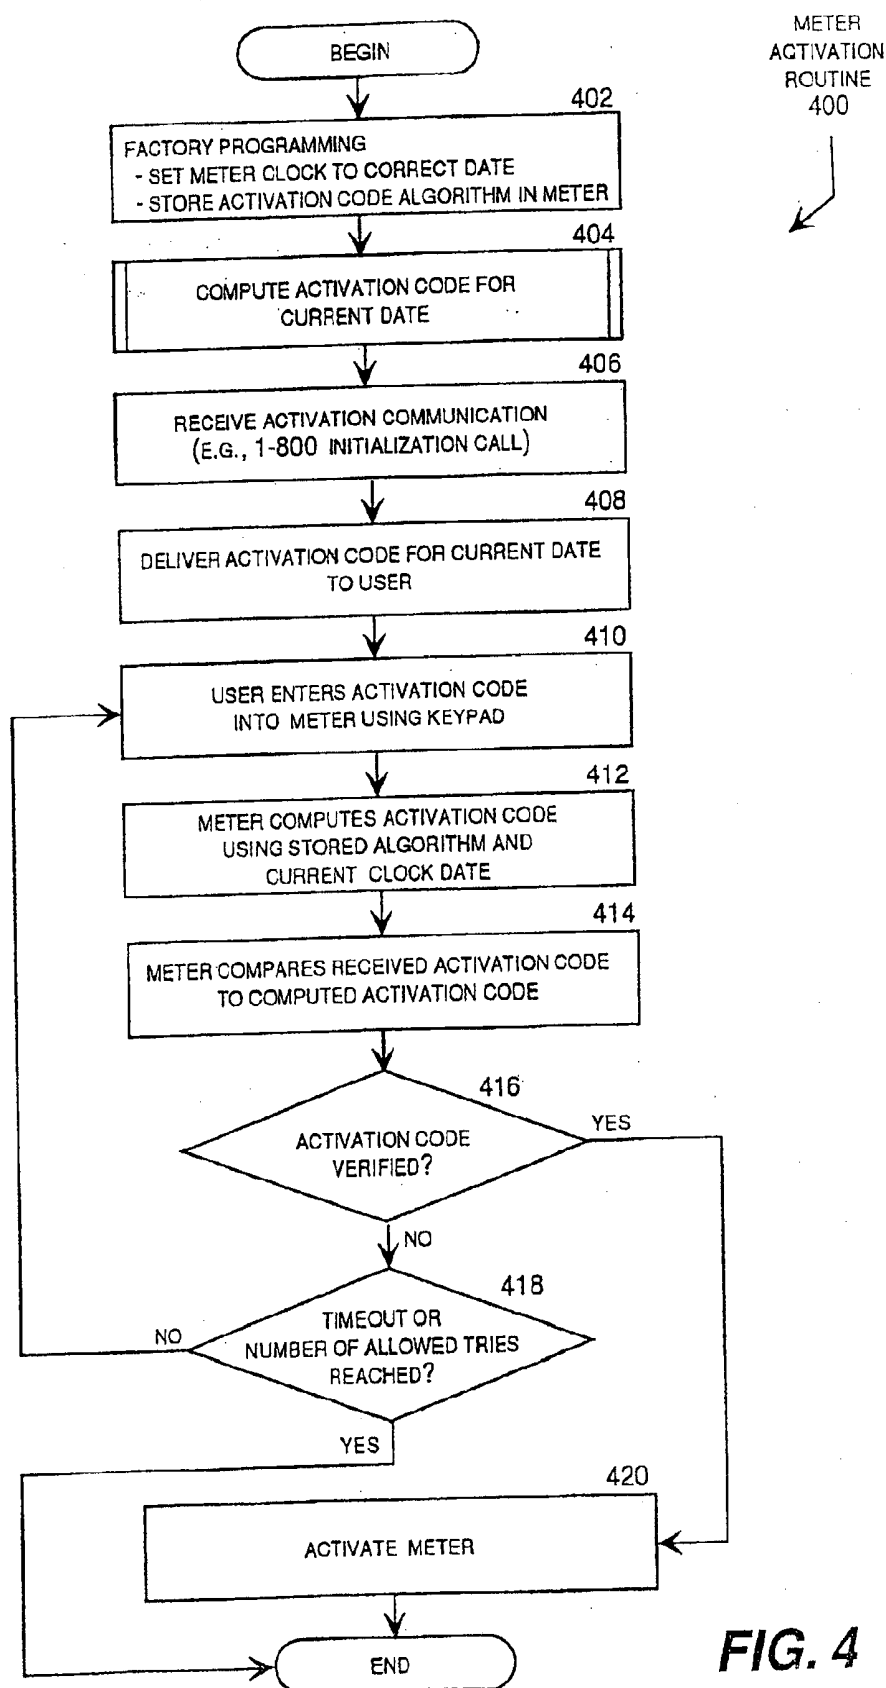 METER
ACTIVATION
ROUTINE
400
BEGIN
402
FACTORY PROGRAMMING
- SET METER CLOCK TO CORRECT DATE
- STORE ACTIVATION CODE ALGORITHM IN METER
404
COMPUTE ACTIVATION CODE FOR
CURRENT DATE
406
RECEIVE ACTIVATION COMMUNICATION
(E.G., 1-800 INITIALIZATION CALL)
408
DELIVER ACTIVATION CODE FOR CURRENT DATE
TO USER
410
USER ENTERS ACTIVATION CODE
INTO METER USING KEYPAD
412
METER COMPUTES ACTIVATION CODE
USING STORED ALGORITHM AND
CURRENT CLOCK DATE
414
METER COMPARES RECEIVED ACTIVATION CODE
TO COMPUTED ACTIVATION CODE
416
ACTIVATION CODE
VERIFIED?
YES
NO
418
TIMEOUT OR
NUMBER OF ALLOWED TRIES
REACHED?
NO
YES
420
ACTIVATE METER
END
FIG. 4